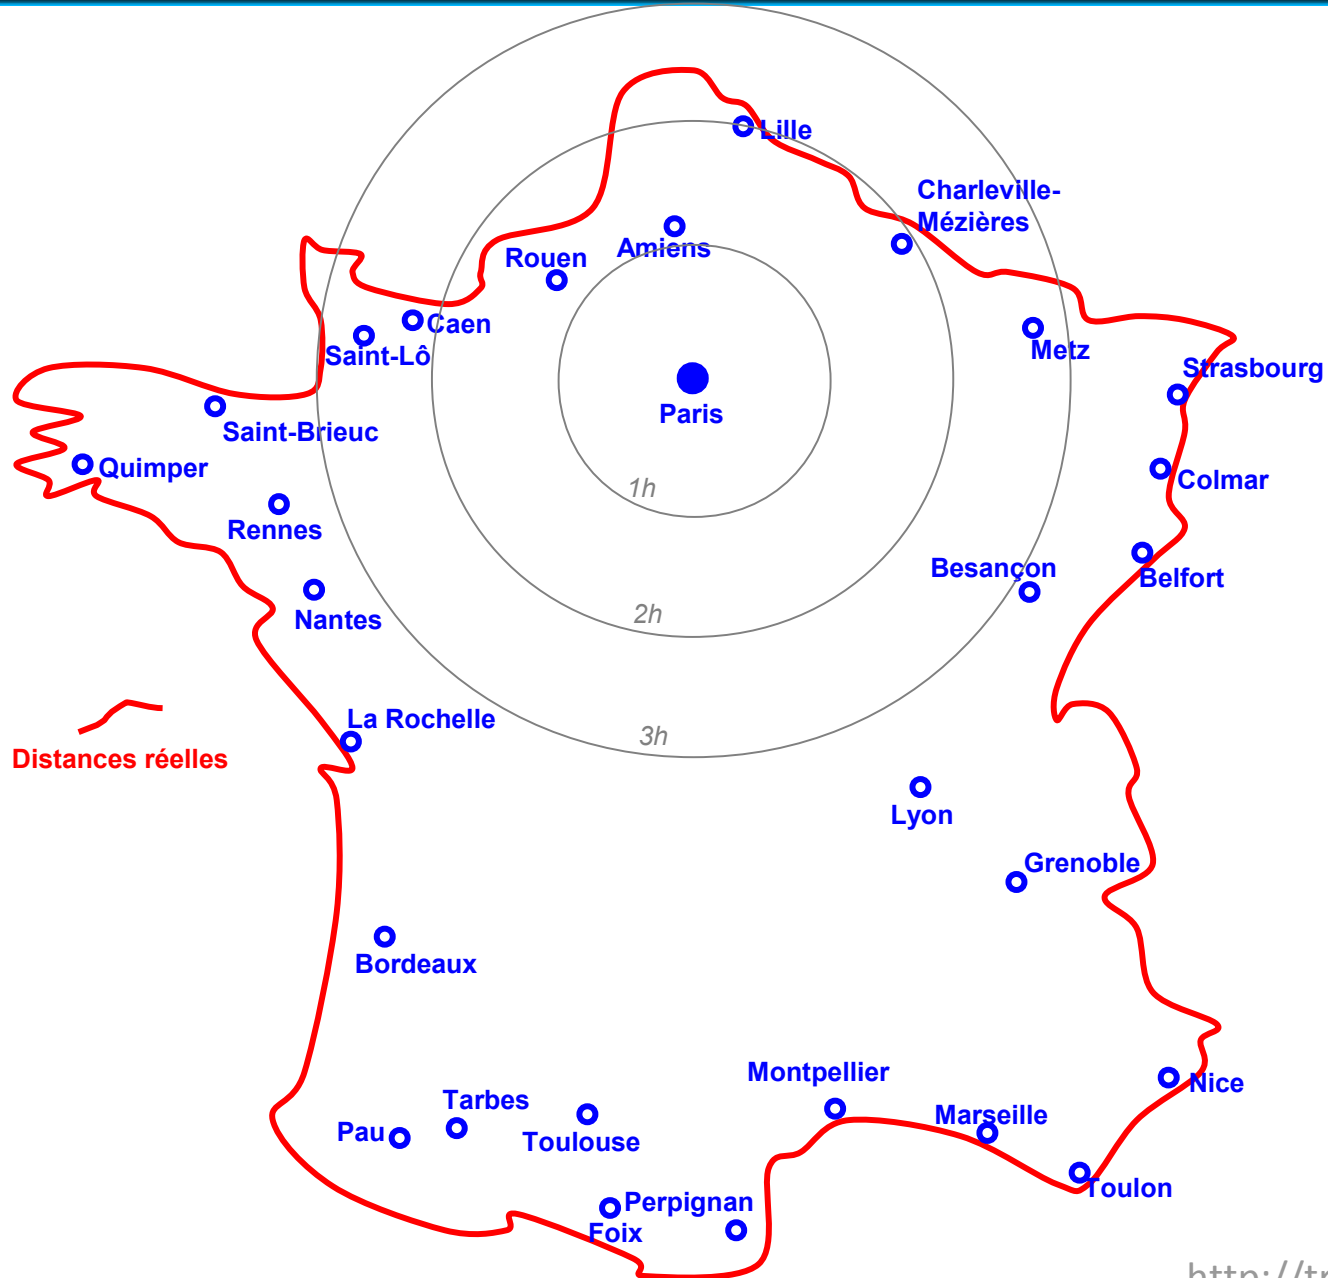 Lille
Charleville-
Mézières
Amiens
Rouen
Caen
Saint-Lô
Metz
Strasbourg
Paris
Saint-Brieuc
Quimper
Colmar
1h
Rennes
Besançon
Belfort
2h
Nantes
La Rochelle
3h
Distances réelles
Lyon
Grenoble
Bordeaux
Montpellier
Nice
Tarbes
Marseille
Pau
Toulouse
Toulon
Perpignan
Foix